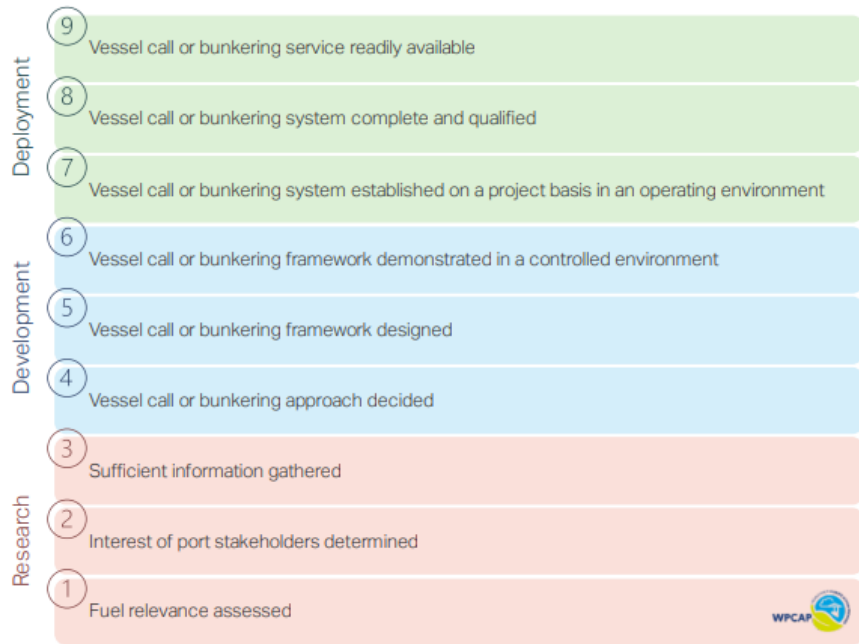 Deployment
9
Vessel call or bunkering service readily available
8
Vessel call or bunkering system complete and qualified
7
Vessel call or bunkering system established on a project basis in an operating environment
Development
6
Vessel call or bunkering framework demonstrated in a controlled environment
5
Vessel call or bunkering framework designed
4
Vessel call or bunkering approach decided
Research
3
Sufficient information gathered
2
Interest of port stakeholders determined
1
Fuel relevance assessed
WPCAP